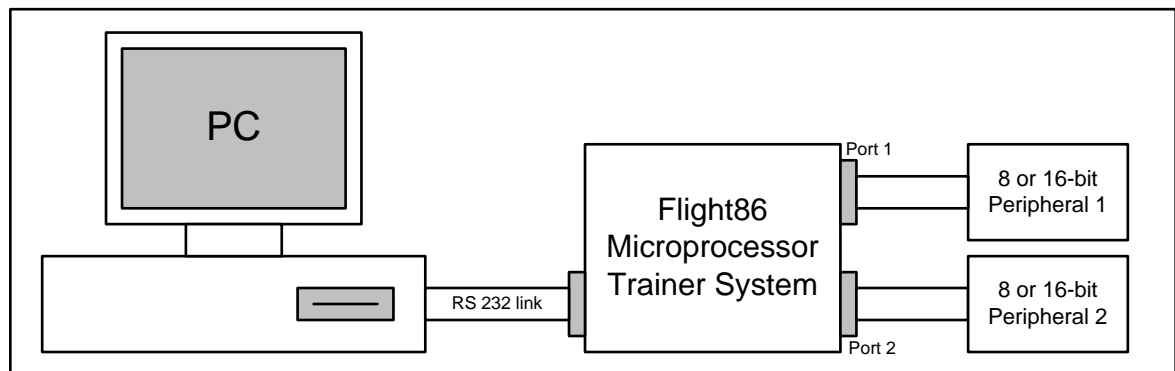 PC
RS 232 link
Flight86
Microprocessor
Trainer System
Port 1
8 or 16-bit
Peripheral 1
8 or 16-bit
Peripheral 2
Port 2